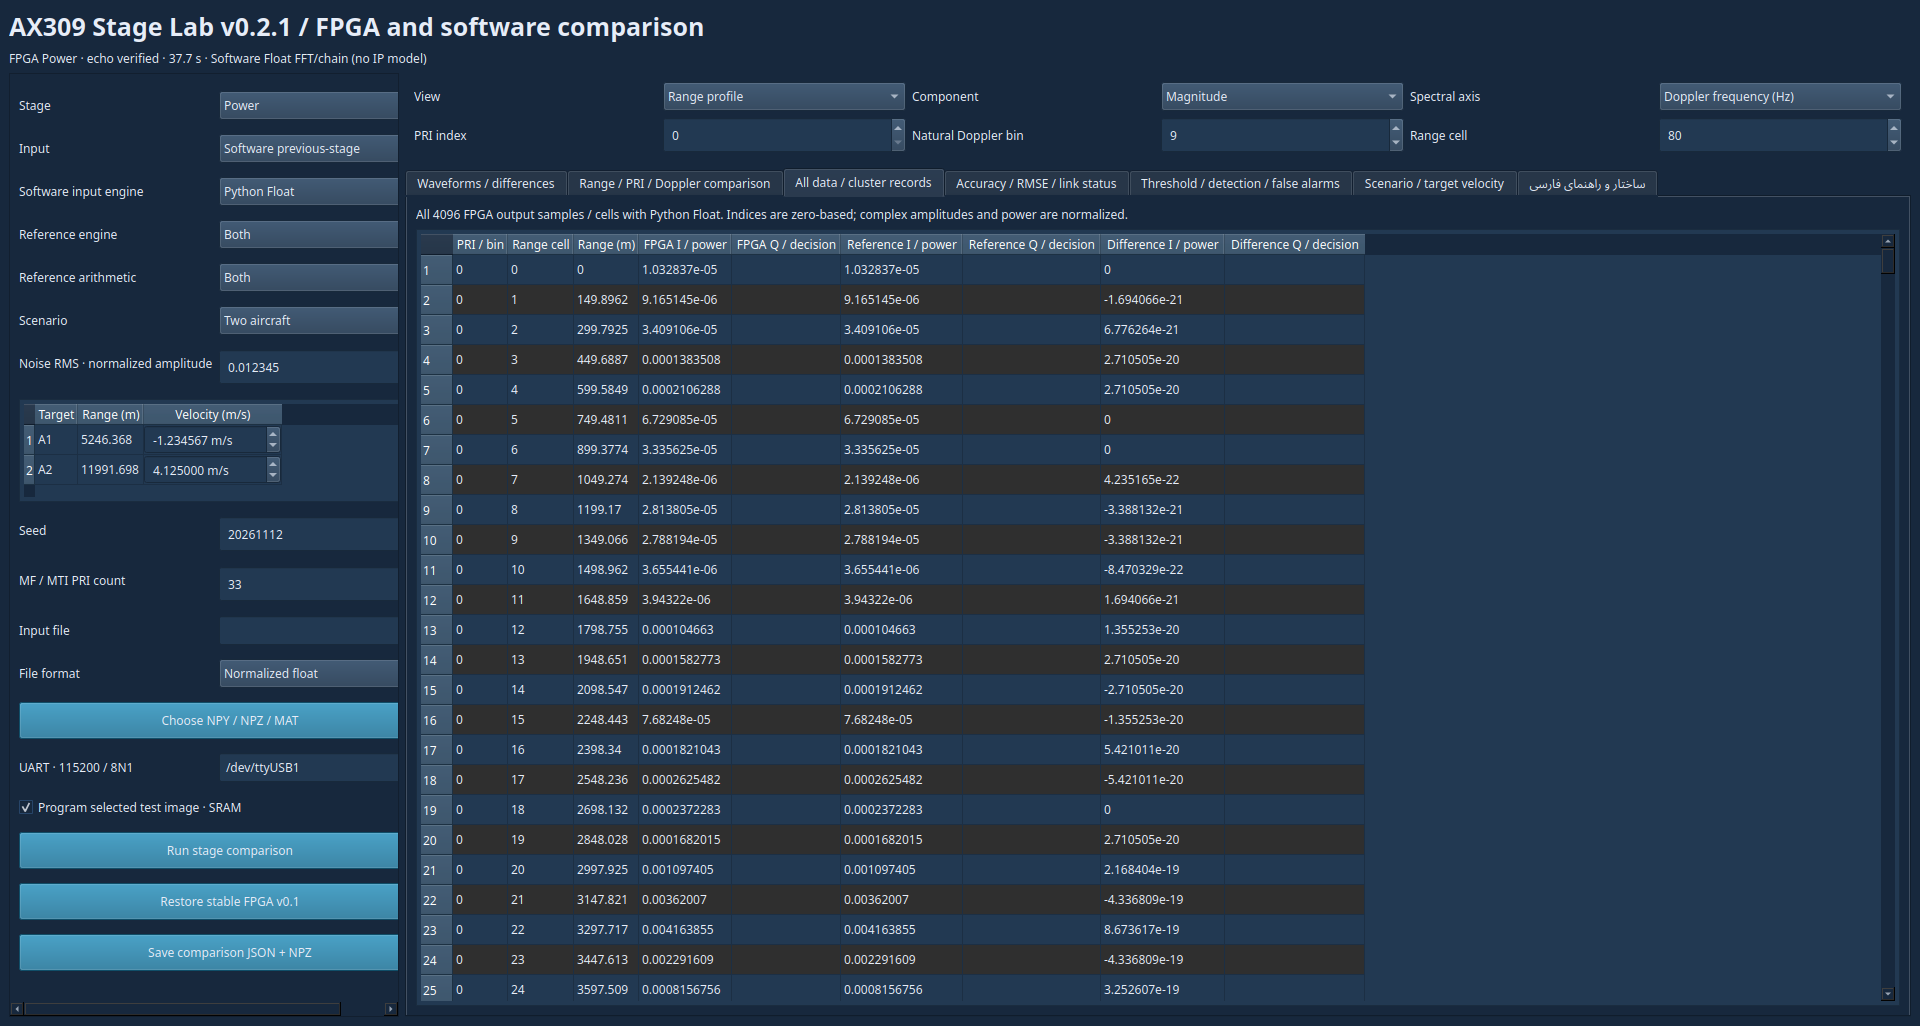 AX309 Stage Lab v0.2.1 / FPGA and software comparison
FPGA Power · echo verified · 37.7 s · Software Float FFT/chain (no IP model)
Stage Power
Input Software previous-stage
Software input engine Python Float
Reference engine Both
Reference arithmetic Both
Scenario Two aircraft
Noise RMS · normalized amplitude 0.012345
Target Range (m) Velocity (m/s)
1 A1 5246.368 -1.234567 m/s
2 A2 11991.698 4.125000 m/s
Seed 20261112
MF / MTI PRI count 33
Input file
File format Normalized float
Choose NPY / NPZ / MAT
UART · 115200 / 8N1 /dev/ttyUSB1
Program selected test image · SRAM
Run stage comparison
Restore stable FPGA v0.1
Save comparison JSON + NPZ
View Range profile Component Magnitude Spectral axis Doppler frequency (Hz)
PRI index 0 Natural Doppler bin 9 Range cell 80
Waveforms / differences Range / PRI / Doppler comparison All data / cluster records Accuracy / RMSE / link status Threshold / detection / false alarms Scenario / target velocity ساختار و راهنمای فارسی
All 4096 FPGA output samples / cells with Python Float. Indices are zero-based; complex amplitudes and power are normalized.
PRI / bin Range cell Range (m) FPGA I / power FPGA Q / decision Reference I / power Reference Q / decision Difference I / power Difference Q / decision
1 0 0 0 1.032837e-05 1.032837e-05 0
2 0 1 149.8962 9.165145e-06 9.165145e-06 -1.694066e-21
3 0 2 299.7925 3.409106e-05 3.409106e-05 6.776264e-21
4 0 3 449.6887 0.0001383508 0.0001383508 2.710505e-20
5 0 4 599.5849 0.0002106288 0.0002106288 2.710505e-20
6 0 5 749.4811 6.729085e-05 6.729085e-05 0
7 0 6 899.3774 3.335625e-05 3.335625e-05 0
8 0 7 1049.274 2.139248e-06 2.139248e-06 4.235165e-22
9 0 8 1199.17 2.813805e-05 2.813805e-05 -3.388132e-21
10 0 9 1349.066 2.788194e-05 2.788194e-05 -3.388132e-21
11 0 10 1498.962 3.655441e-06 3.655441e-06 -8.470329e-22
12 0 11 1648.859 3.94322e-06 3.94322e-06 1.694066e-21
13 0 12 1798.755 0.000104663 0.000104663 1.355253e-20
14 0 13 1948.651 0.0001582773 0.0001582773 2.710505e-20
15 0 14 2098.547 0.0001912462 0.0001912462 -2.710505e-20
16 0 15 2248.443 7.68248e-05 7.68248e-05 -1.355253e-20
17 0 16 2398.34 0.0001821043 0.0001821043 5.421011e-20
18 0 17 2548.236 0.0002625482 0.0002625482 -5.421011e-20
19 0 18 2698.132 0.0002372283 0.0002372283 0
20 0 19 2848.028 0.0001682015 0.0001682015 2.710505e-20
21 0 20 2997.925 0.001097405 0.001097405 2.168404e-19
22 0 21 3147.821 0.00362007 0.00362007 -4.336809e-19
23 0 22 3297.717 0.004163855 0.004163855 8.673617e-19
24 0 23 3447.613 0.002291609 0.002291609 -4.336809e-19
25 0 24 3597.509 0.0008156756 0.0008156756 3.252607e-19